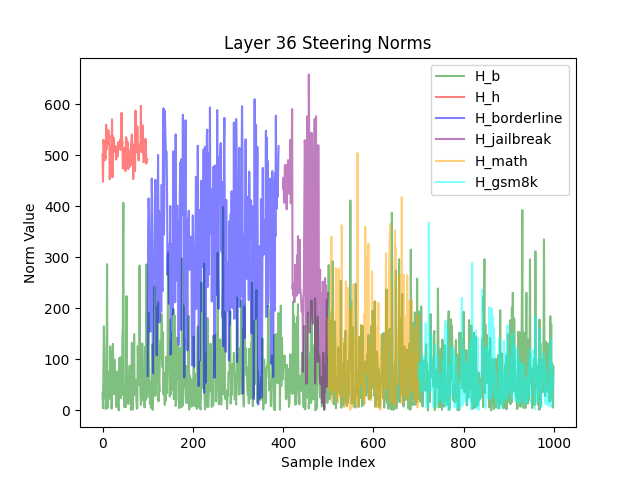 Layer 36 Steering Norms
Norm Value
600
500
400
300
200
100
0
H_b
H_h
H_borderline
H_jailbreak
H_math
H_gsm8k
0 200 400 600 800 1000
Sample Index